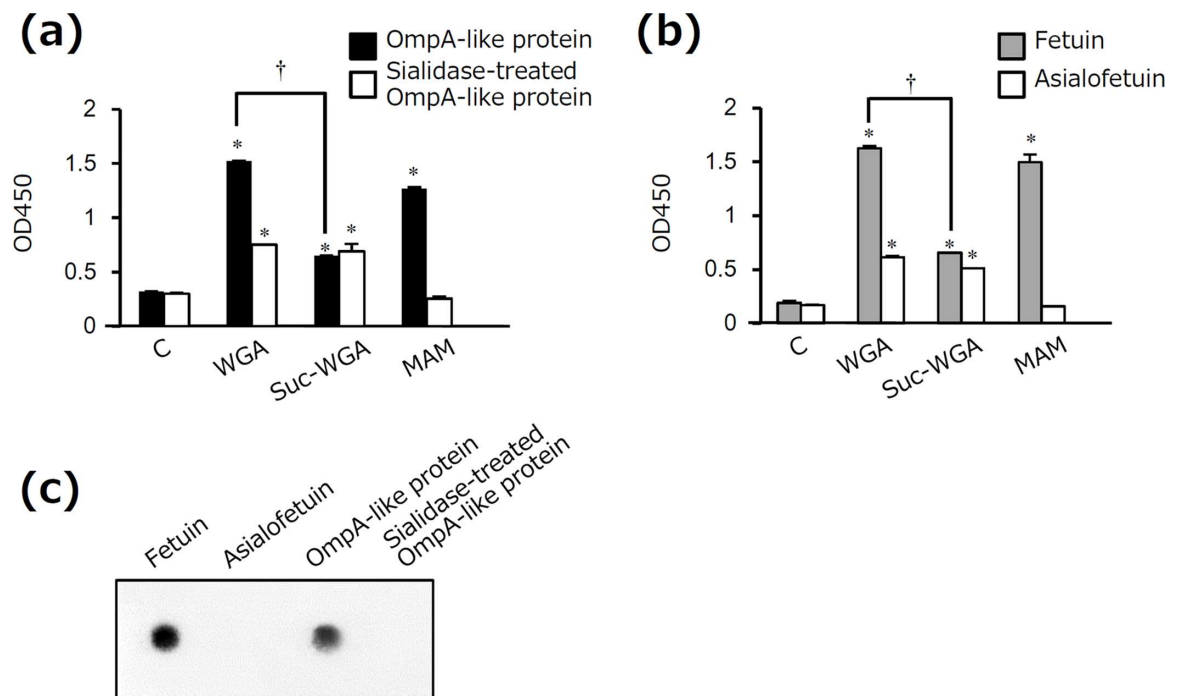 (a)
OmpA-like protein
Sialidase-treated
OmpA-like protein
†
2
1.5
1
0.5
0
OD450
*
*
*
*
*
C
WGA
Suc-WGA
MAM
(b)
Fetuin
Asialofetuin
†
2
1.5
1
0.5
0
OD450
*
*
*
*
*
C
WGA
Suc-WGA
MAM
(c)
Fetuin
Asialofetuin
OmpA-like protein
Sialidase-treated
OmpA-like protein